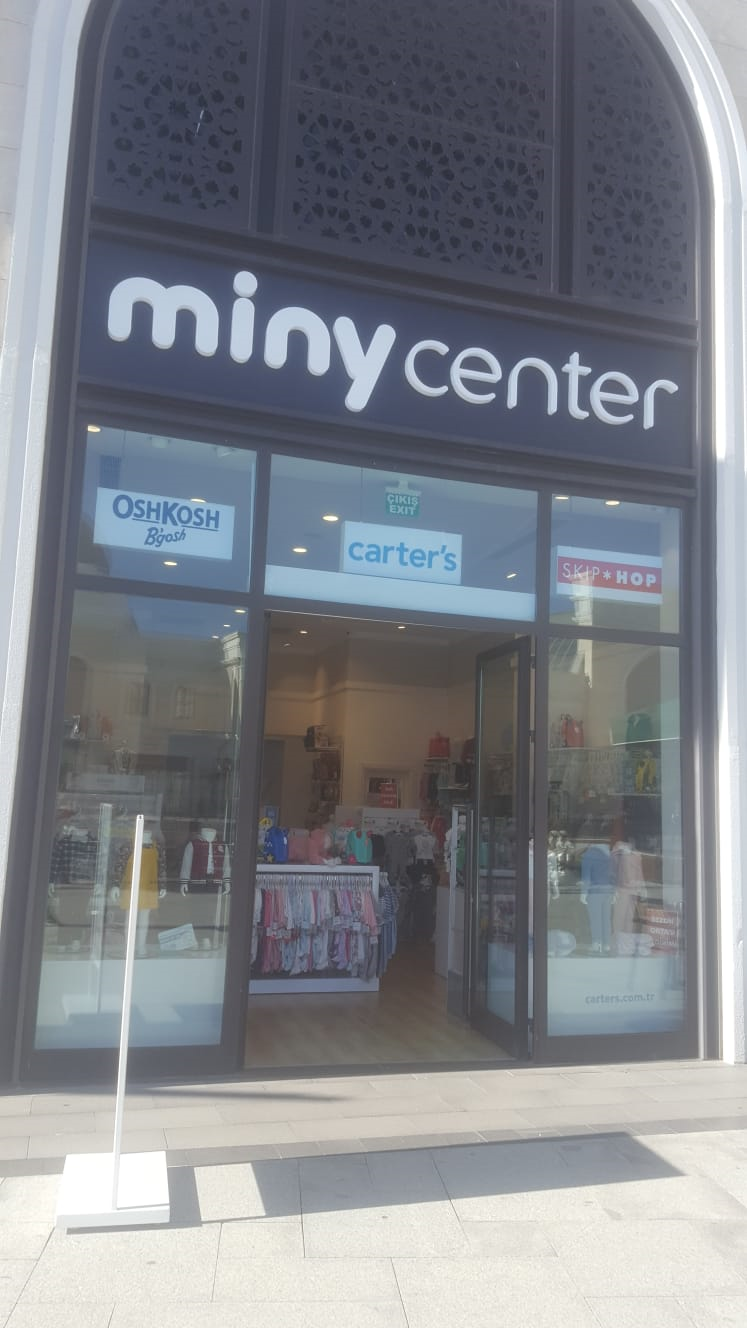 miny center
OSHKOSH
B'gosh
ÇIKIŞ
EXIT
carter's
SKIP*HOP
carters.com.tr